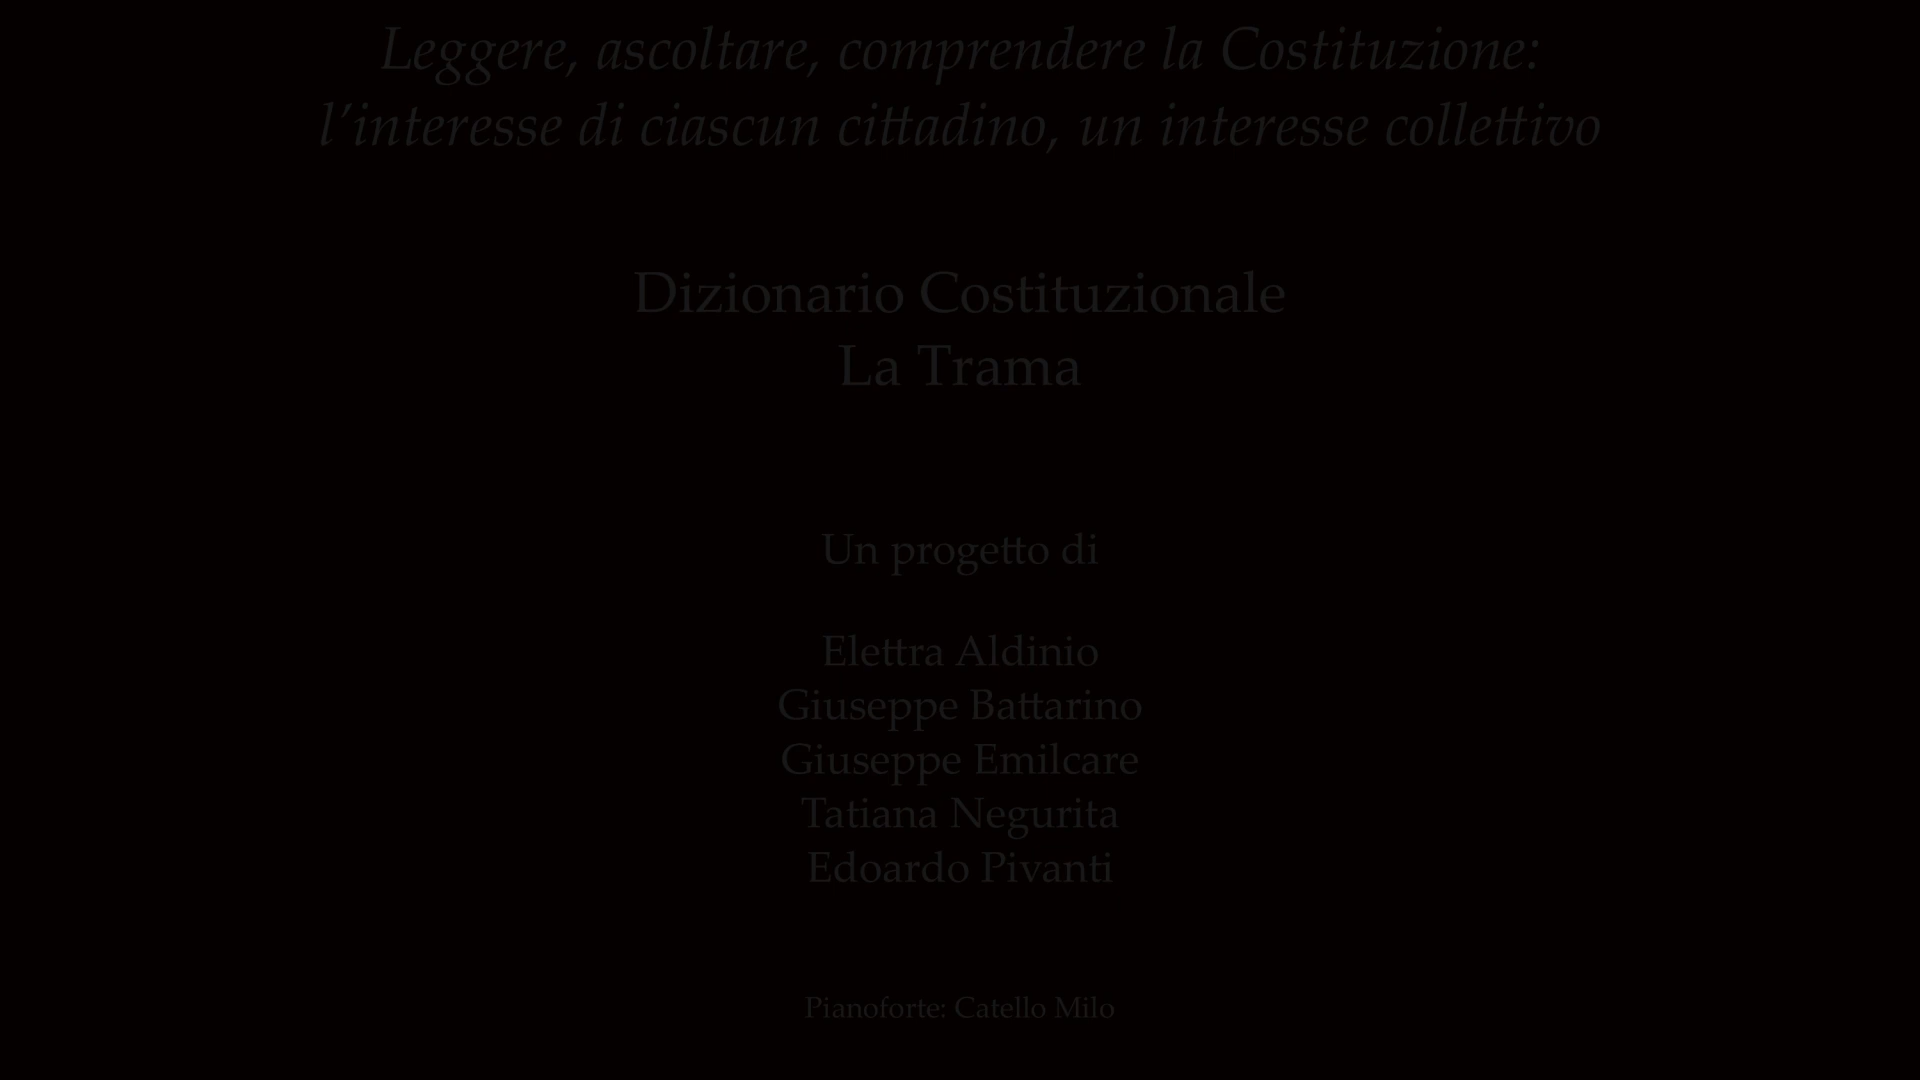 Leggere, ascoltare, comprendere la Costituzione:
l’interesse di ciascun cittadino, un interesse collettivo
Dizionario Costituzionale
La Trama
Un progetto di
Elettra Aldinio
Giuseppe Battarino
Giuseppe Emilcare
Tatiana Negurita
Edoardo Pivanti
Pianoforte: Catello Milo